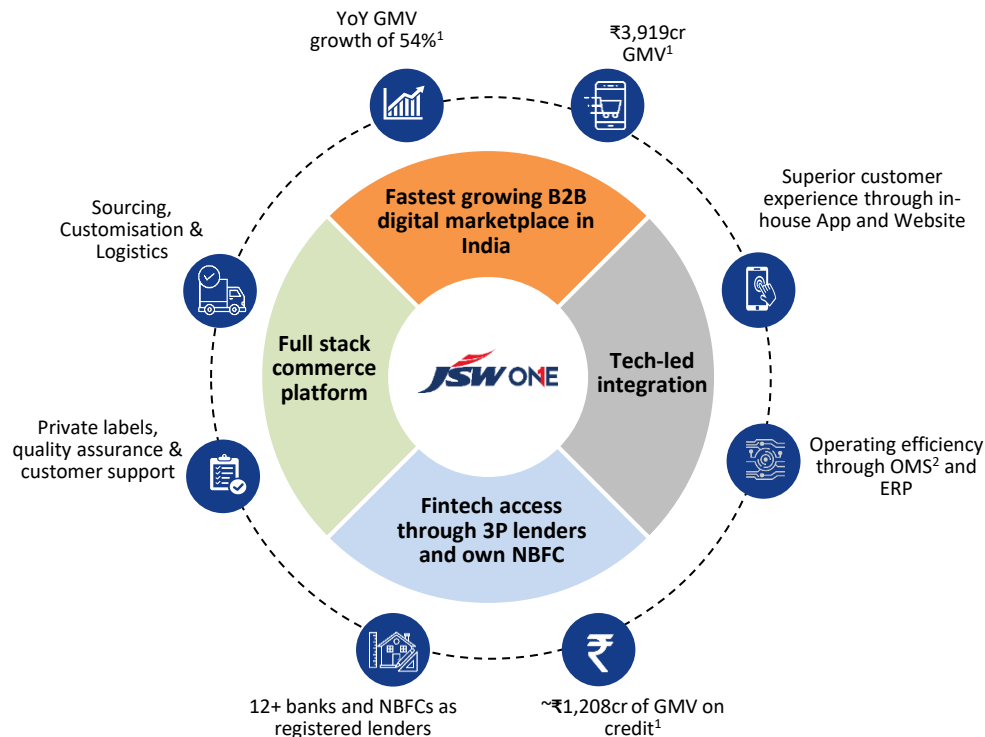 YoY GMV
growth of 54%¹
₹3,919cr
GMV¹
Superior customer
experience through in-
house App and Website
Sourcing,
Customisation &
Logistics
Fastest growing B2B
digital marketplace in
India
Full stack
commerce
platform
JSW ONE
Tech-led
integration
Private labels,
quality assurance &
customer support
Operating efficiency
through OMS² and
ERP
Fintech access
through 3P lenders
and own NBFC
₹
12+ banks and NBFCs as
registered lenders
~₹1,208cr of GMV on
credit¹